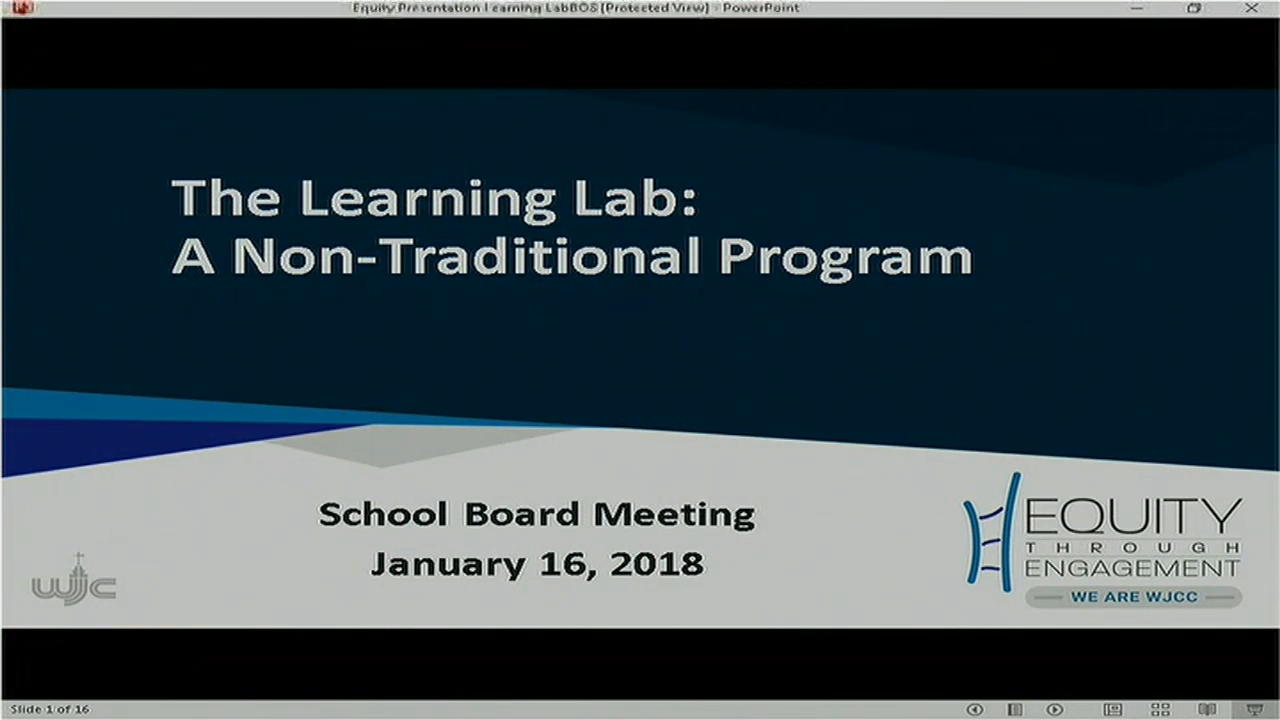 Equity Presentation Learning LabBOS [Protected View] - PowerPoint
The Learning Lab:
A Non-Traditional Program
School Board Meeting
January 16, 2018
wjc
EQUITY
THROUGH
ENGAGEMENT
WE ARE WJCC
Slide 1 of 16